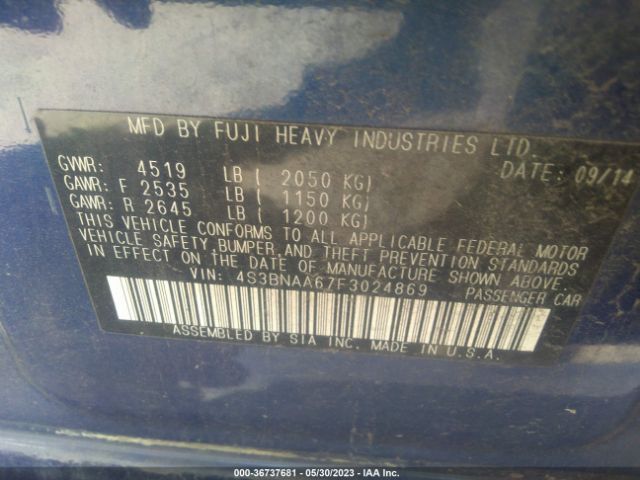 MFD BY FUJI HEAVY INDUSTRIES LTD.
GVWR: 4519 LB ( 2050 KG) DATE: 09/14
GAWR: F 2535 LB ( 1150 KG)
GAWR: R 2645 LB ( 1200 KG)
THIS VEHICLE CONFORMS TO ALL APPLICABLE FEDERAL MOTOR
VEHICLE SAFETY, BUMPER, AND THEFT PREVENTION STANDARDS
IN EFFECT ON THE DATE OF MANUFACTURE SHOWN ABOVE.
VIN: 4S3BNAA67F3024869 PASSENGER CAR
ASSEMBLED BY SIA INC. MADE IN U.S.A.
000-36737681 - 05/30/2023 - IAA Inc.